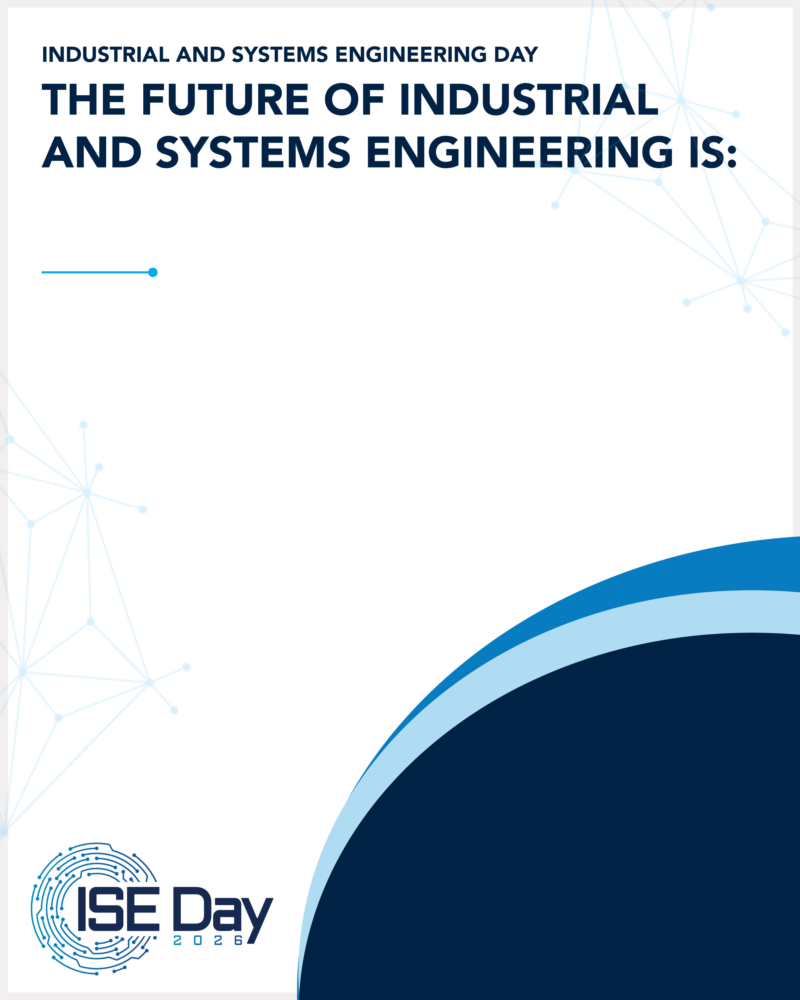 INDUSTRIAL AND SYSTEMS ENGINEERING DAY
THE FUTURE OF INDUSTRIAL
AND SYSTEMS ENGINEERING IS:
ISE Day
2026